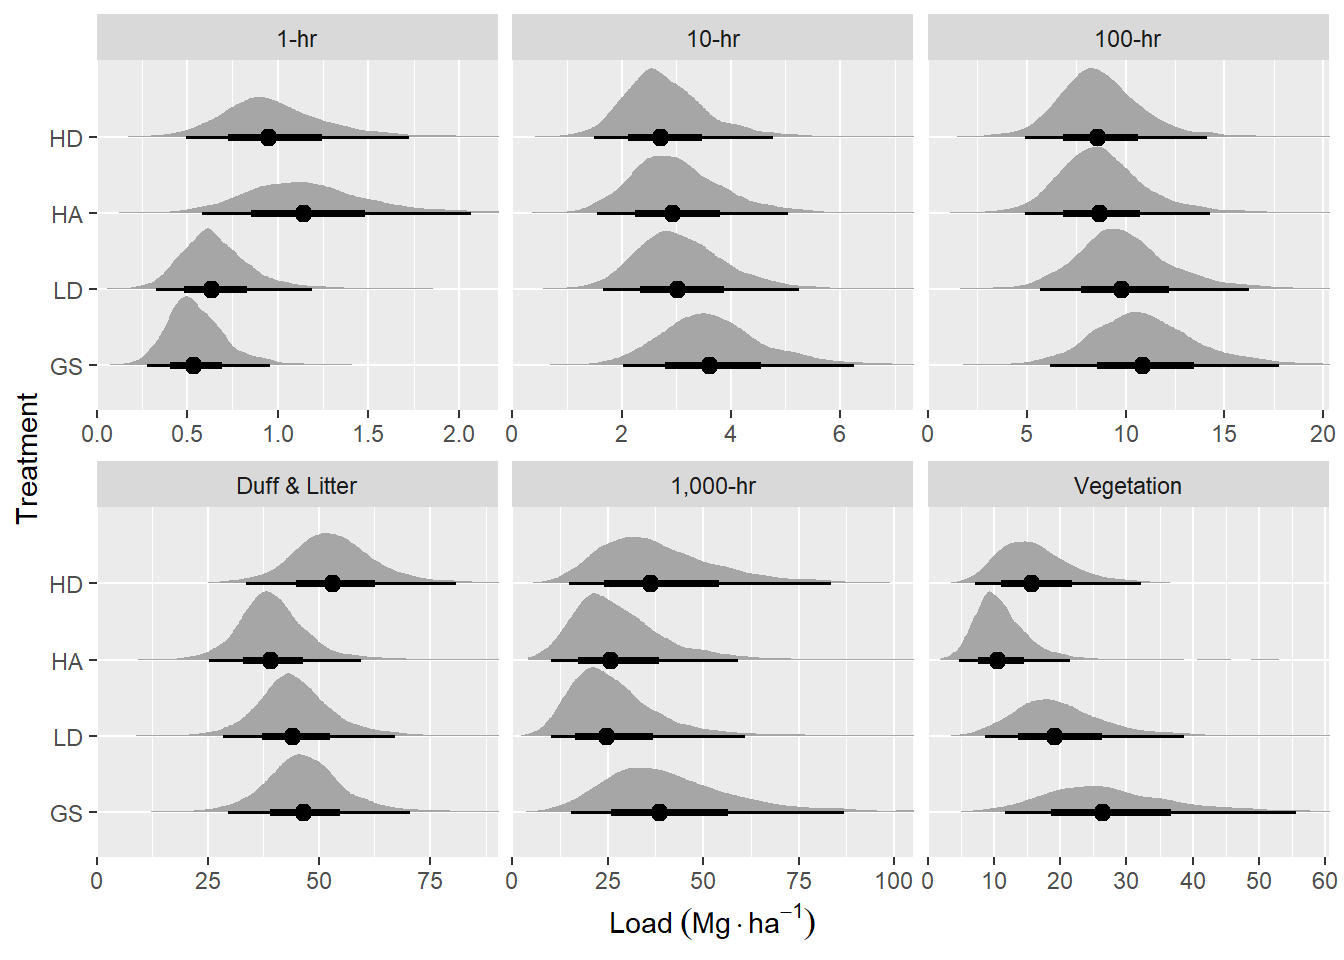 1-hr 10-hr 100-hr
HD
HA
LD
GS
0.0 0.5 1.0 1.5 2.0 0 2 4 6 0 5 10 15 20
Treatment
Duff & Litter 1,000-hr Vegetation
HD
HA
LD
GS
0 25 50 75 0 25 50 75 100 0 10 20 30 40 50 60
Load (Mg·ha⁻¹)